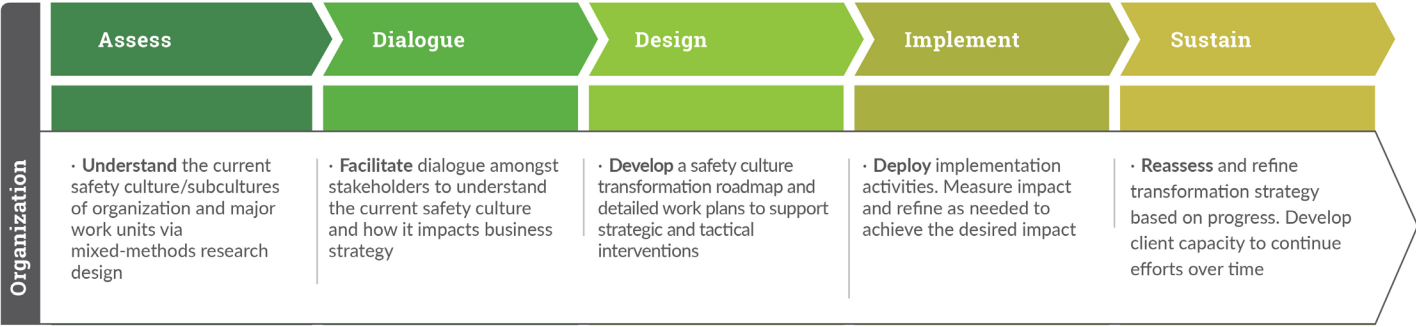 Assess
Dialogue
Design
Implement
Sustain
Organization
· Understand the current
safety culture/subcultures
of organization and major
work units via
mixed-methods research
design
· Facilitate dialogue amongst
stakeholders to understand
the current safety culture
and how it impacts business
strategy
· Develop a safety culture
transformation roadmap and
detailed work plans to support
strategic and tactical
interventions
· Deploy implementation
activities. Measure impact
and refine as needed to
achieve the desired impact
· Reassess and refine
transformation strategy
based on progress. Develop
client capacity to continue
efforts over time